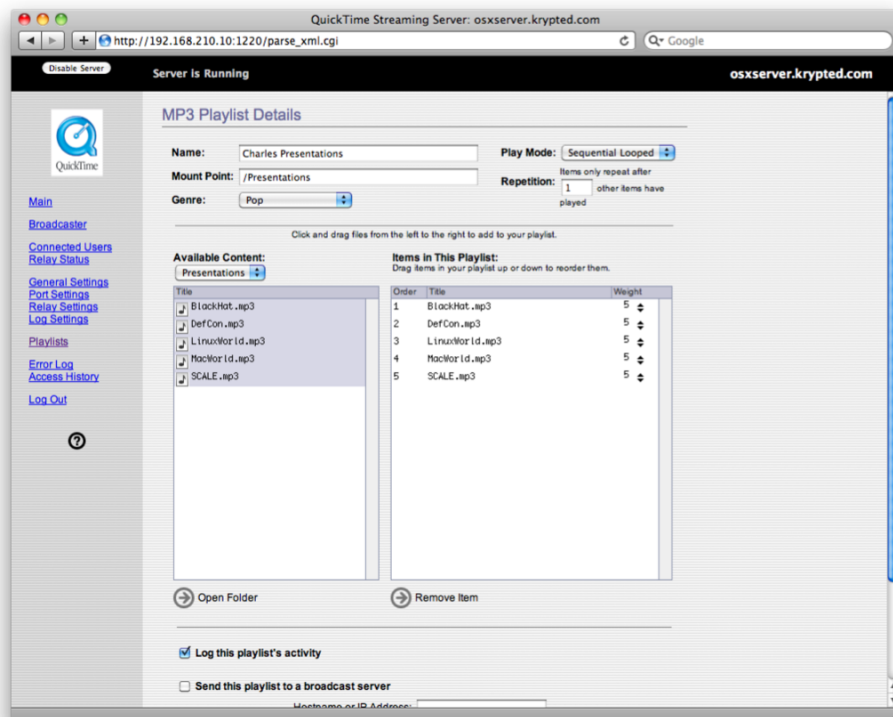 QuickTime Streaming Server: osxserver.krypted.com
http://192.168.210.10:1220/parse_xml.cgi
Google
Disable Server
Server is Running
osxserver.krypted.com
QuickTime
Main
Broadcaster
Connected Users
Relay Status
General Settings
Port Settings
Relay Settings
Log Settings
Playlists
Error Log
Access History
Log Out
?
MP3 Playlist Details
Name: Charles Presentations
Play Mode: Sequential Looped
Mount Point: /Presentations
Repetition: Items only repeat after
1 other items have
played
Genre: Pop
Click and drag files from the left to the right to add to your playlist.
Available Content:
Presentations
Items in This Playlist:
Drag items in your playlist up or down to reorder them.
Title
BlackHat.mp3
DefCon.mp3
LinuxWorld.mp3
MacWorld.mp3
SCALE.mp3
Order Title Weight
1 BlackHat.mp3 5
2 DefCon.mp3 5
3 LinuxWorld.mp3 5
4 MacWorld.mp3 5
5 SCALE.mp3 5
Open Folder
Remove Item
Log this playlist's activity
Send this playlist to a broadcast server
Hostname or IP Address: